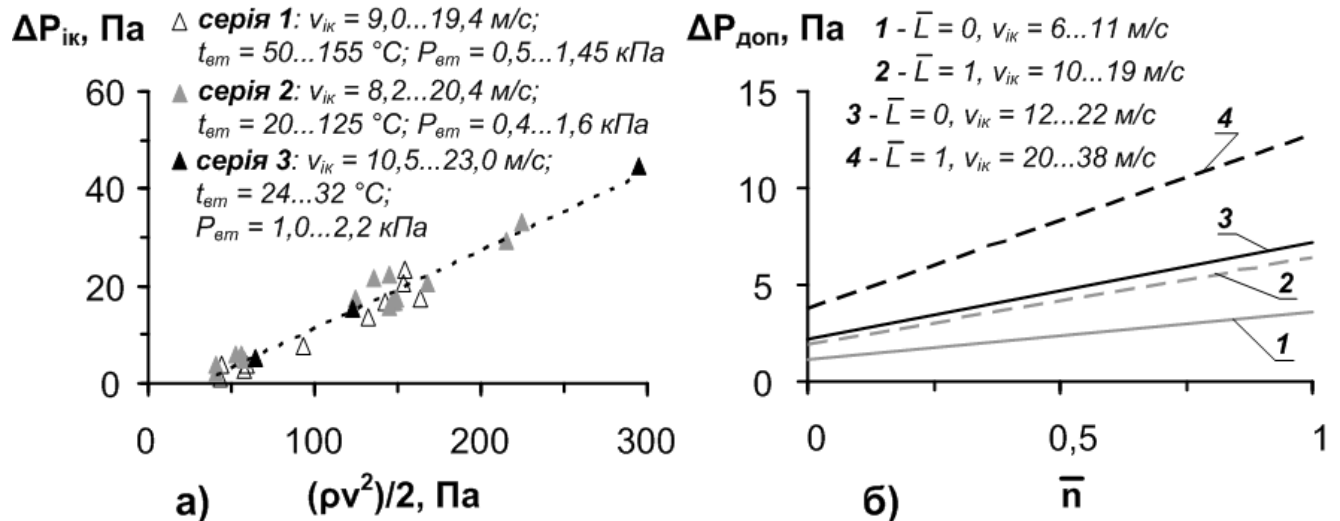 ΔPік, Па
серія 1: vік = 9,0...19,4 м/с;
tвт = 50...155 °С; Pвт = 0,5...1,45 кПа
серія 2: vік = 8,2...20,4 м/с;
tвт = 20...125 °С; Pвт = 0,4...1,6 кПа
серія 3: vік = 10,5...23,0 м/с;
tвт = 24...32 °С;
Pвт = 1,0...2,2 кПа
60
40
20
0
0 100 200 300
а) (ρv²)/2, Па
ΔPдоп, Па
1 - L̅ = 0, vік = 6...11 м/с
2 - L̅ = 1, vік = 10...19 м/с
3 - L̅ = 0, vік = 12...22 м/с
4 - L̅ = 1, vік = 20...38 м/с
15
10
5
0
4
3
2
1
0 0,5 1
б) n̅